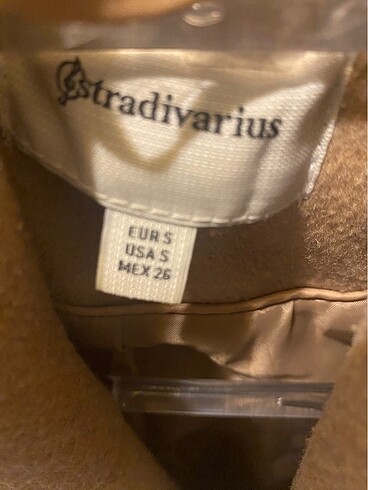 stradivarius
EUR S
USA S
MEX 26